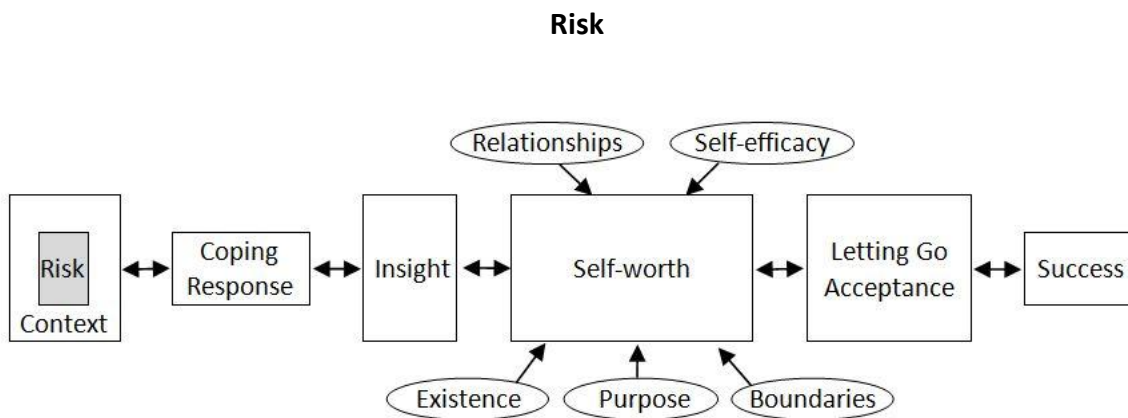 Risk
Relationships
Self-efficacy
Risk
Context
Coping
Response
Insight
Self-worth
Letting Go
Acceptance
Success
Existence
Purpose
Boundaries